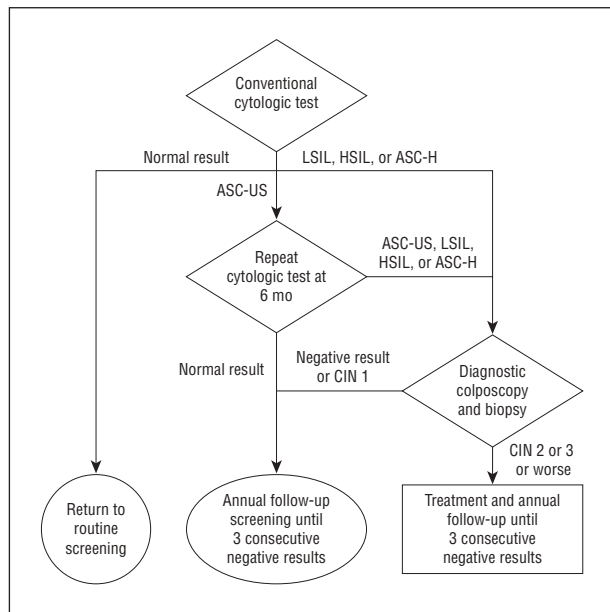 Conventional
cytologic test
Normal result
LSIL, HSIL, or ASC-H
ASC-US
Repeat
cytologic test at
6 mo
ASC-US, LSIL,
HSIL, or ASC-H
Normal result
Negative result
or CIN 1
Diagnostic
colposcopy
and biopsy
CIN 2 or 3
or worse
Return to
routine
screening
Annual follow-up
screening until
3 consecutive
negative results
Treatment and annual
follow-up until
3 consecutive
negative results